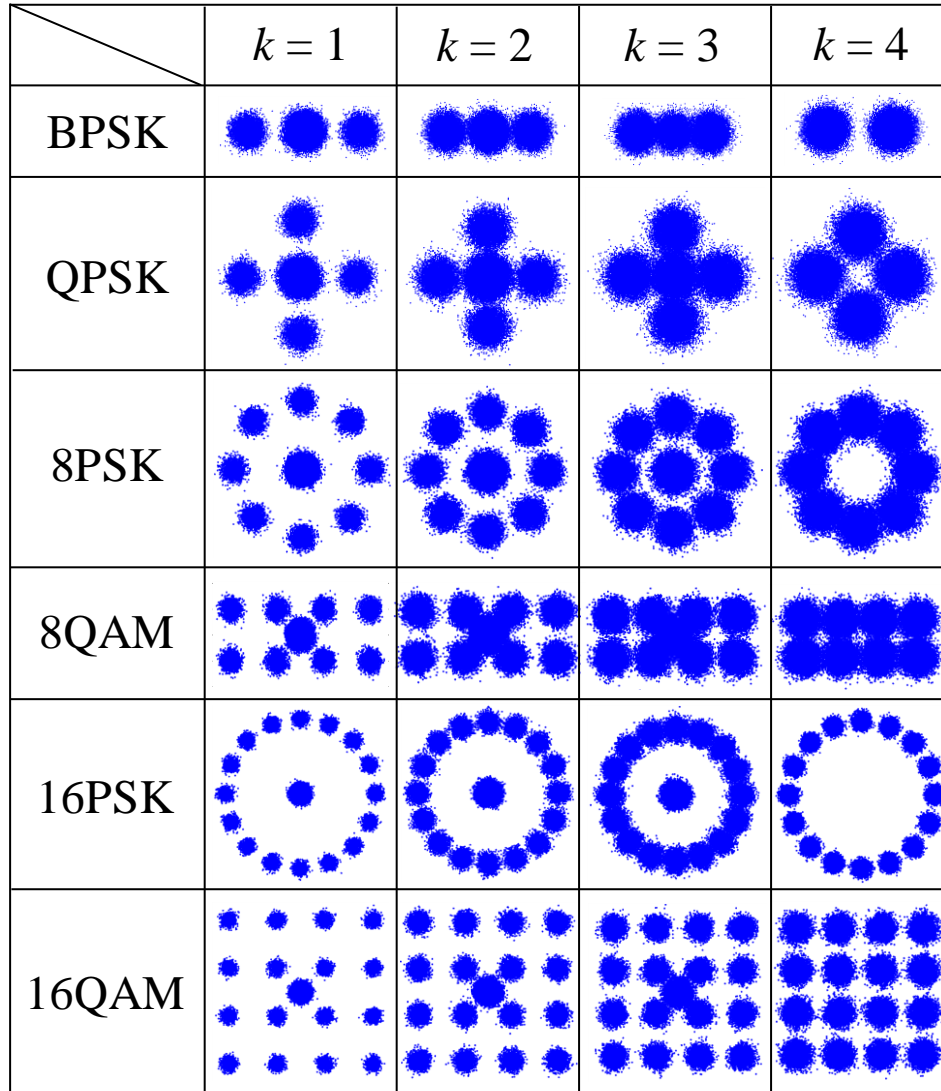 k = 1 k = 2 k = 3 k = 4
BPSK
QPSK
8PSK
8QAM
16PSK
16QAM